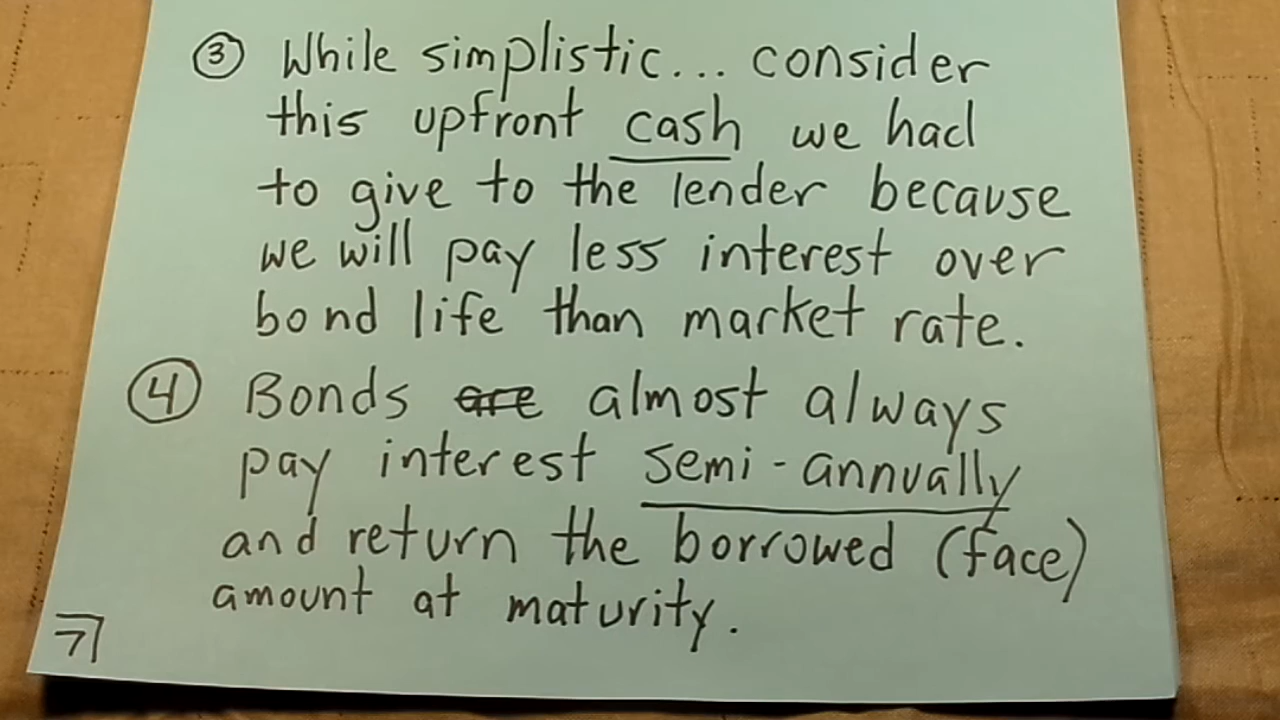 ③ While simplistic... consider
this upfront cash we had
to give to the lender because
we will pay less interest over
bond life than market rate.
④ Bonds ~~are~~ almost always
pay interest semi-annually
and return the borrowed (face)
amount at maturity.
7